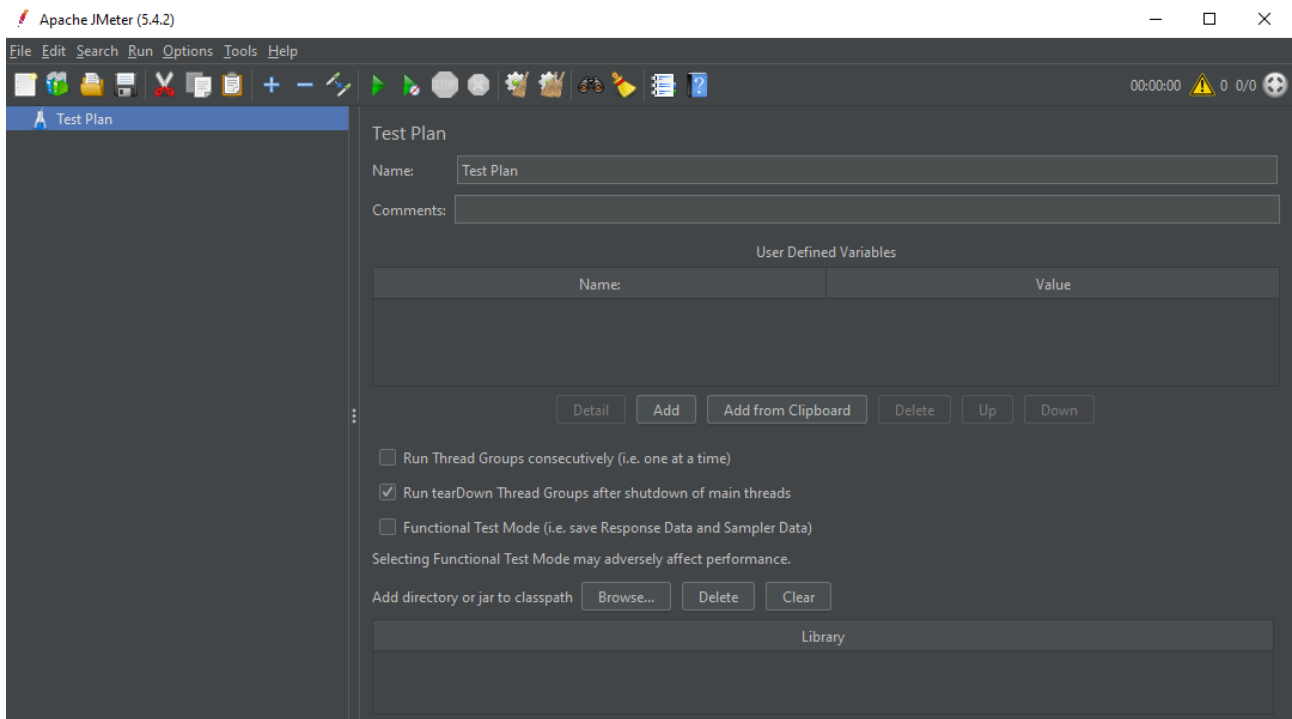 Apache JMeter (5.4.2)
File Edit Search Run Options Tools Help
STOP
00:00:00 0 0/0
Test Plan
Test Plan
Name: Test Plan
Comments:
User Defined Variables
Name: Value
Detail Add Add from Clipboard Delete Up Down
Run Thread Groups consecutively (i.e. one at a time)
Run tearDown Thread Groups after shutdown of main threads
Functional Test Mode (i.e. save Response Data and Sampler Data)
Selecting Functional Test Mode may adversely affect performance.
Add directory or jar to classpath Browse... Delete Clear
Library